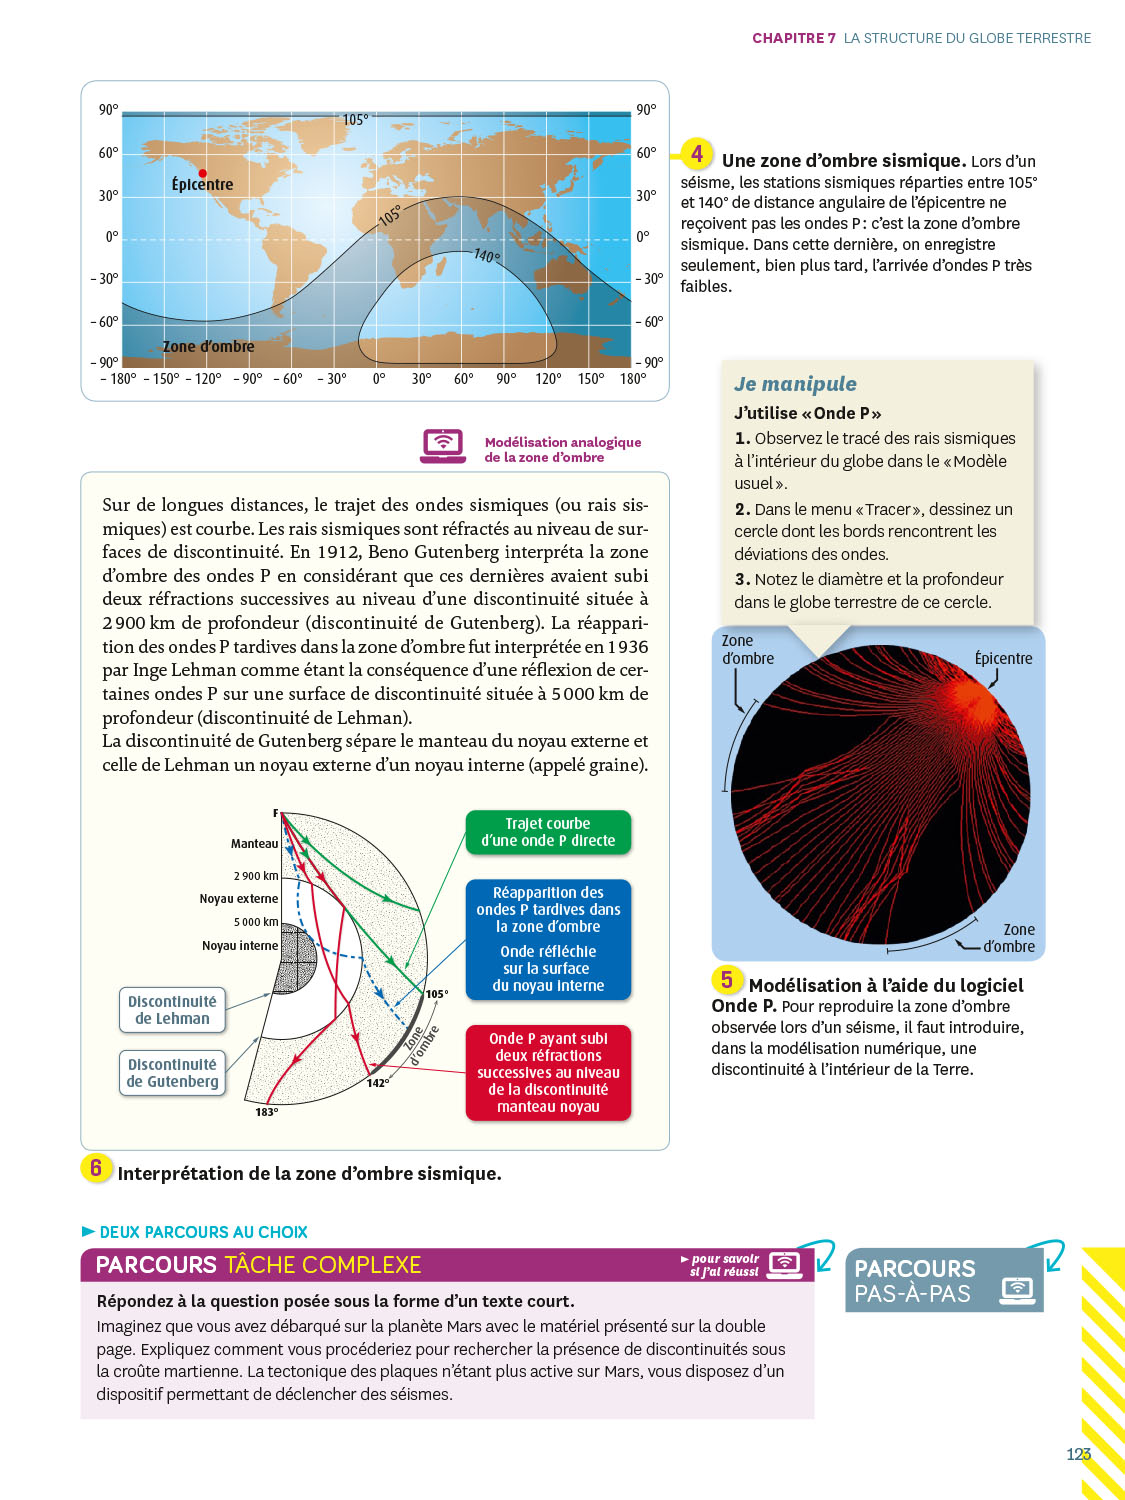 CHAPITRE 7 LA STRUCTURE DU GLOBE TERRESTRE
90°
60°
30°
0°
– 30°
– 60°
– 90°
105°
Épicentre
105°
140°
Zone d'ombre
90°
60°
30°
0°
– 30°
– 60°
– 90°
– 180° – 150° – 120° – 90° – 60° – 30° 0° 30° 60° 90° 120° 150° 180°
4 Une zone d'ombre sismique. Lors d'un
séisme, les stations sismiques réparties entre 105°
et 140° de distance angulaire de l'épicentre ne
reçoivent pas les ondes P : c'est la zone d'ombre
sismique. Dans cette dernière, on enregistre
seulement, bien plus tard, l'arrivée d'ondes P très
faibles.
Modélisation analogique
de la zone d'ombre
Sur de longues distances, le trajet des ondes sismiques (ou rais sis-
miques) est courbe. Les rais sismiques sont réfractés au niveau de sur-
faces de discontinuité. En 1912, Beno Gutenberg interpréta la zone
d'ombre des ondes P en considérant que ces dernières avaient subi
deux réfractions successives au niveau d'une discontinuité située à
2 900 km de profondeur (discontinuité de Gutenberg). La réappari-
tion des ondes P tardives dans la zone d'ombre fut interprétée en 1936
par Inge Lehman comme étant la conséquence d'une réflexion de cer-
taines ondes P sur une surface de discontinuité située à 5 000 km de
profondeur (discontinuité de Lehman).
La discontinuité de Gutenberg sépare le manteau du noyau externe et
celle de Lehman un noyau externe d'un noyau interne (appelé graine).
F
Manteau
2 900 km
Noyau externe
5 000 km
Noyau interne
Discontinuité
de Lehman
Discontinuité
de Gutenberg
105°
Zone
d'ombre
142°
183°
Trajet courbe
d'une onde P directe
Réapparition des
ondes P tardives dans
la zone d'ombre
Onde réfléchie
sur la surface
du noyau interne
Onde P ayant subi
deux réfractions
successives au niveau
de la discontinuité
manteau noyau
6 Interprétation de la zone d'ombre sismique.
Je manipule
J'utilise « Onde P »
1. Observez le tracé des rais sismiques
à l'intérieur du globe dans le « Modèle
usuel ».
2. Dans le menu « Tracer », dessinez un
cercle dont les bords rencontrent les
déviations des ondes.
3. Notez le diamètre et la profondeur
dans le globe terrestre de ce cercle.
Zone
d'ombre
Épicentre
Zone
d'ombre
5 Modélisation à l'aide du logiciel
Onde P. Pour reproduire la zone d'ombre
observée lors d'un séisme, il faut introduire,
dans la modélisation numérique, une
discontinuité à l'intérieur de la Terre.
► DEUX PARCOURS AU CHOIX
PARCOURS TÂCHE COMPLEXE
► pour savoir
si j'ai réussi
Répondez à la question posée sous la forme d'un texte court.
Imaginez que vous avez débarqué sur la planète Mars avec le matériel présenté sur la double
page. Expliquez comment vous procéderiez pour rechercher la présence de discontinuités sous
la croûte martienne. La tectonique des plaques n'étant plus active sur Mars, vous disposez d'un
dispositif permettant de déclencher des séismes.
PARCOURS
PAS-À-PAS
123